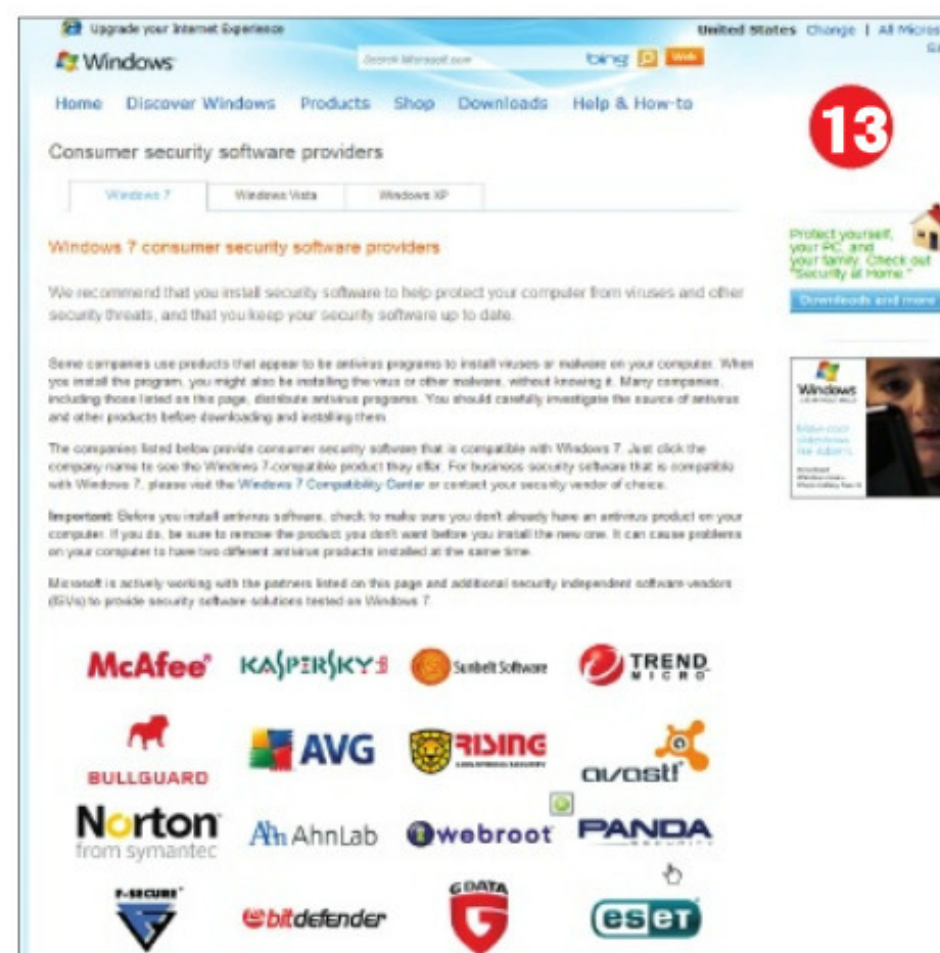 Upgrade your Internet Experience
United States Change | All Micros
Windows
Search Microsoft.com bing Web
Home Discover Windows Products Shop Downloads Help & How-to
13
Consumer security software providers
Windows 7 Windows Vista Windows XP
Windows 7 consumer security software providers
We recommend that you install security software to help protect your computer from viruses and other
security threats, and that you keep your security software up to date.
Some companies use products that appear to be antivirus programs to install viruses or malware on your computer. When
you install the program, you might also be installing the virus or other malware, without knowing it. Many companies,
including those listed on this page, distribute antivirus programs. You should carefully investigate the source of antivirus
and other products before downloading and installing them.
The companies listed below provide consumer security software that is compatible with Windows 7. Just click the
company name to see the Windows 7-compatible product they offer. For business security software that is compatible
with Windows 7, please visit the Windows 7 Compatibility Center or contact your security vendor of choice.
Important: Before you install antivirus software, check to make sure you don't already have an antivirus product on your
computer. If you do, be sure to remove the product you don't want before you install the new one. It can cause problems
on your computer to have two different antivirus products installed at the same time.
Microsoft is actively working with the partners listed on this page and additional security independent software vendors
(ISVs) to provide security software solutions tested on Windows 7.
Protect yourself,
your PC, and
your family. Check out
"Security at Home."
Downloads and more
Windows
McAfee KASPERSKY lab Sunbelt Software TREND MICRO
BULLGUARD AVG RISING avast!
Norton from symantec Ahn AhnLab webroot PANDA SECURITY
F-SECURE bitdefender G DATA eset